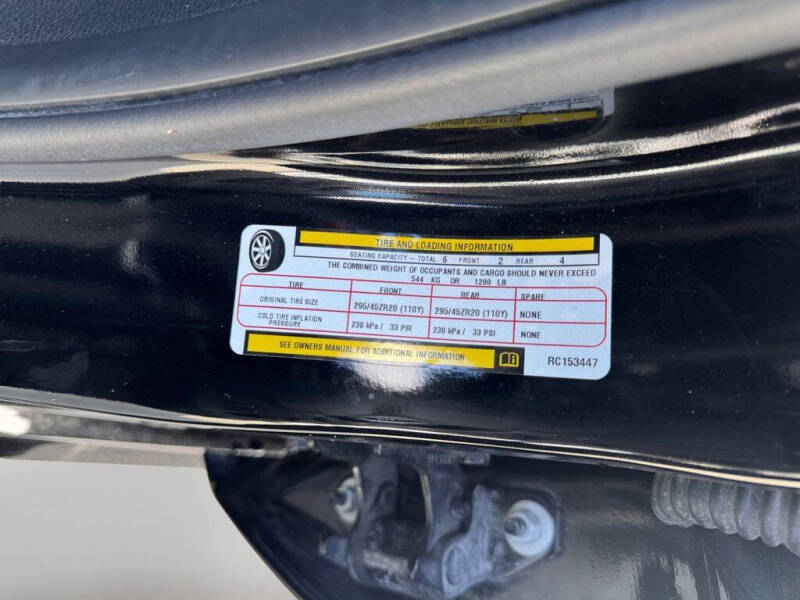 TIRE AND LOADING INFORMATION
SEATING CAPACITY - TOTAL 6 FRONT 2 REAR 4
THE COMBINED WEIGHT OF OCCUPANTS AND CARGO SHOULD NEVER EXCEED
544 KG OR 1200 LB
TIRE FRONT REAR SPARE
ORIGINAL TIRE SIZE 295/45ZR20 (110Y) 295/45ZR20 (110Y) NONE
COLD TIRE INFLATION PRESSURE 230 kPa / 33 PSI 230 kPa / 33 PSI NONE
SEE OWNERS MANUAL FOR ADDITIONAL INFORMATION RC153447